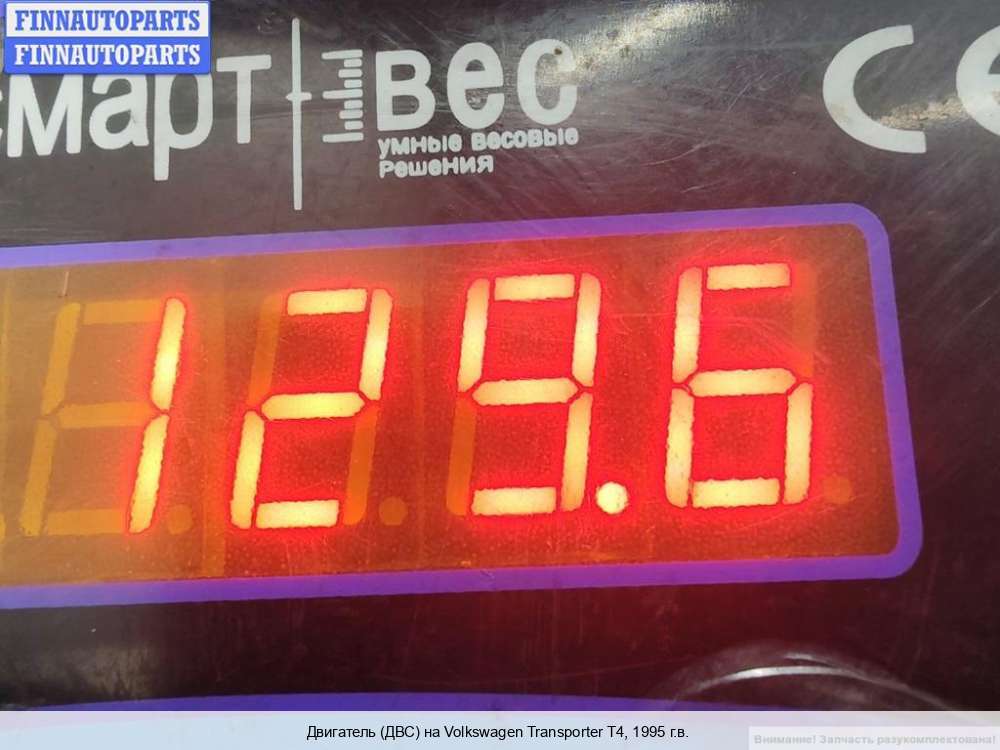 FINNAUTOPARTS
FINNAUTOPARTS
смарт вес
умные весовые
решения
CE
129.6
Двигатель (ДВС) на Volkswagen Transporter T4, 1995 г.в.
Внимание! Запчасть разукомплектована!